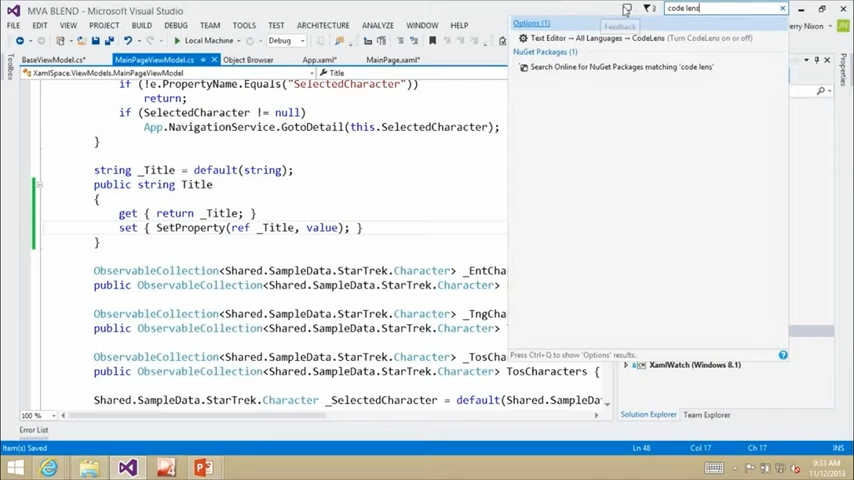 MVA BLEND - Microsoft Visual Studio
3
code lens
FILE EDIT VIEW PROJECT BUILD DEBUG TEAM TOOLS TEST ARCHITECTURE ANALYZE WINDOW
Options (1)
Feedback
erry Nixon
Local Machine
Debug
Text Editor → All Languages → CodeLens (Turn CodeLens on or off)
NuGet Packages (1)
Search Online for NuGet Packages matching 'code lens'
BaseViewModel.cs* MainPageViewModel.cs Object Browser App.xaml* MainPage.xaml*
XamlSpace.ViewModels.MainPageViewModel Title
Toolbox
Properties
if (!e.PropertyName.Equals("SelectedCharacter"))
return;
if (SelectedCharacter != null)
App.NavigationService.GotoDetail(this.SelectedCharacter);
}
string _Title = default(string);
public string Title
{
get { return _Title; }
set { SetProperty(ref _Title, value); }
}
ObservableCollection<Shared.SampleData.StarTrek.Character> _EntCha
public ObservableCollection<Shared.SampleData.StarTrek.Character>
ObservableCollection<Shared.SampleData.StarTrek.Character> _TngCha
public ObservableCollection<Shared.SampleData.StarTrek.Character> T
ObservableCollection<Shared.SampleData.StarTrek.Character> _TosCha
public ObservableCollection<Shared.SampleData.StarTrek.Character> TosCharacters {
Shared.SampleData.StarTrek.Character _SelectedCharacter = default(Shared.SampleDa
Press Ctrl+Q to show 'Options' results.
XamlWatch (Windows 8.1)
100 %
Solution Explorer Team Explorer
Error List
Item(s) Saved Ln 48 Col 17 Ch 17 INS
9:33 AM
11/12/2013